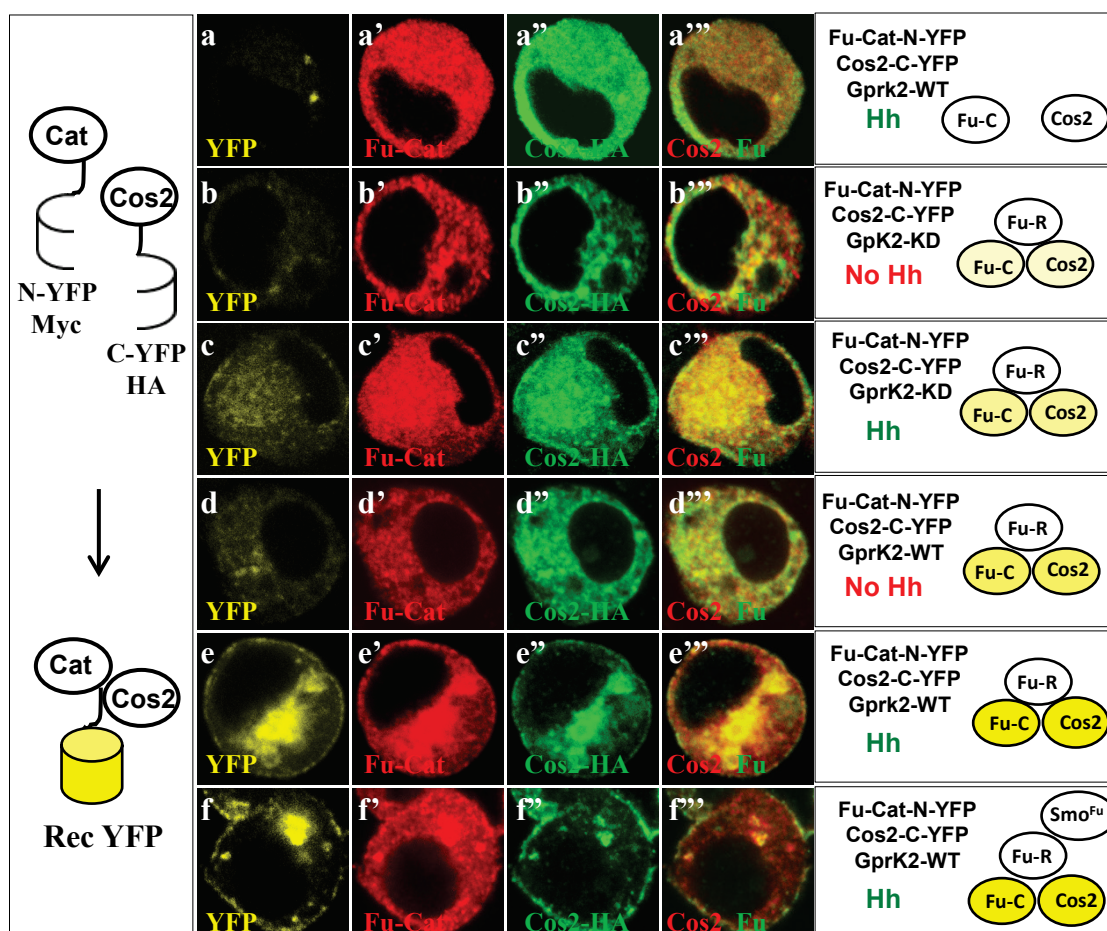 Cat
Cos2
N-YFP
Myc
C-YFP
HA
Cat
Cos2
Rec YFP
a a’ a’’ a’’’
YFP Fu-Cat Cos2-HA Cos2 Fu
Fu-Cat-N-YFP
Cos2-C-YFP
Gprk2-WT
Hh
Fu-C Cos2
b b’ b’’ b’’’
YFP Fu-Cat Cos2-HA Cos2 Fu
Fu-Cat-N-YFP
Cos2-C-YFP
GpK2-KD
No Hh
Fu-R
Fu-C Cos2
c c’ c’’ c’’’
YFP Fu-Cat Cos2-HA Cos2 Fu
Fu-Cat-N-YFP
Cos2-C-YFP
GprK2-KD
Hh
Fu-R
Fu-C Cos2
d d’ d’’ d’’’
YFP Fu-Cat Cos2-HA Cos2 Fu
Fu-Cat-N-YFP
Cos2-C-YFP
GprK2-WT
No Hh
Fu-R
Fu-C Cos2
e e’ e’’ e’’’
YFP Fu-Cat Cos2-HA Cos2 Fu
Fu-Cat-N-YFP
Cos2-C-YFP
Gprk2-WT
Hh
Fu-R
Fu-C Cos2
f f’ f’’ f’’’
YFP Fu-Cat Cos2-HA Cos2 Fu
Fu-Cat-N-YFP
Cos2-C-YFP
GprK2-WT
Hh
SmoFu
Fu-R
Fu-C Cos2